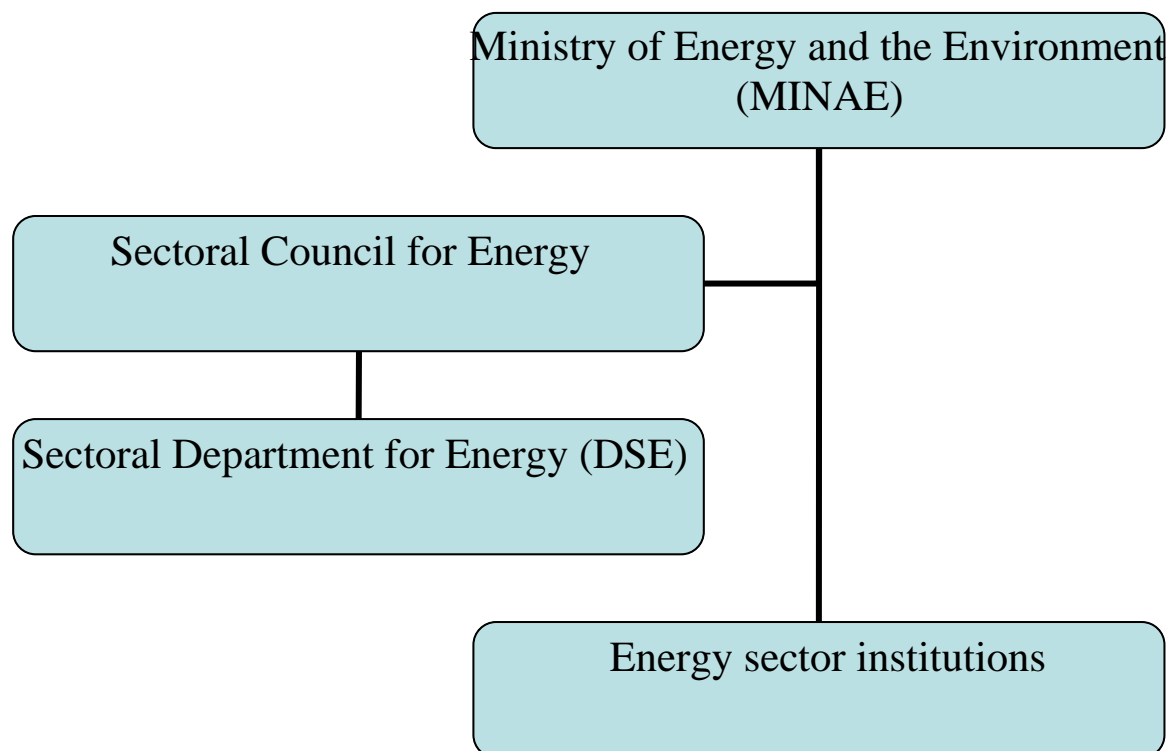 Ministry of Energy and the Environment
(MINAE)
Sectoral Council for Energy
Sectoral Department for Energy (DSE)
Energy sector institutions